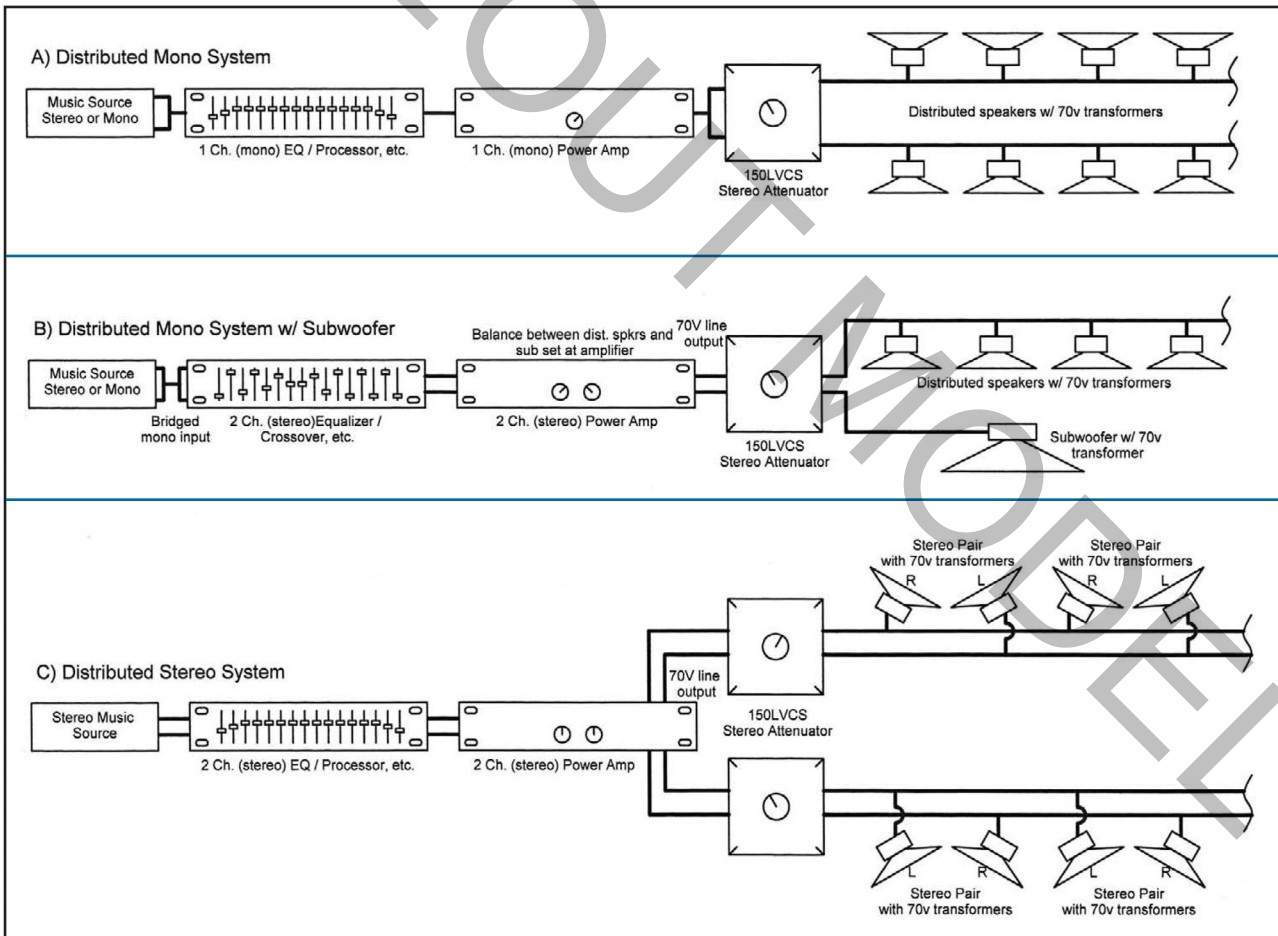 A) Distributed Mono System
Music Source
Stereo or Mono
1 Ch. (mono) EQ / Processor, etc.
1 Ch. (mono) Power Amp
150LVCS
Stereo Attenuator
Distributed speakers w/ 70v transformers
B) Distributed Mono System w/ Subwoofer
Music Source
Stereo or Mono
Bridged
mono input
2 Ch. (stereo)Equalizer /
Crossover, etc.
Balance between dist. spkrs and
sub set at amplifier
2 Ch. (stereo) Power Amp
70V line
output
150LVCS
Stereo Attenuator
Distributed speakers w/ 70v transformers
Subwoofer w/ 70v
transformer
C) Distributed Stereo System
Stereo Music
Source
2 Ch. (stereo) EQ / Processor, etc.
2 Ch. (stereo) Power Amp
70V line
output
150LVCS
Stereo Attenuator
Stereo Pair
with 70v transformers
R L
Stereo Pair
with 70v transformers
R L
L R
Stereo Pair
with 70v transformers
L R
Stereo Pair
with 70v transformers
OUT MODEL